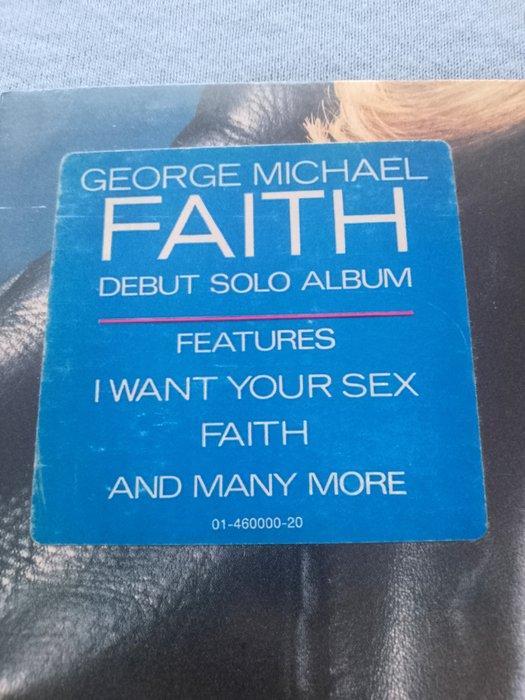 GEORGE MICHAEL
FAITH
DEBUT SOLO ALBUM
FEATURES
I WANT YOUR SEX
FAITH
AND MANY MORE
01-460000-20